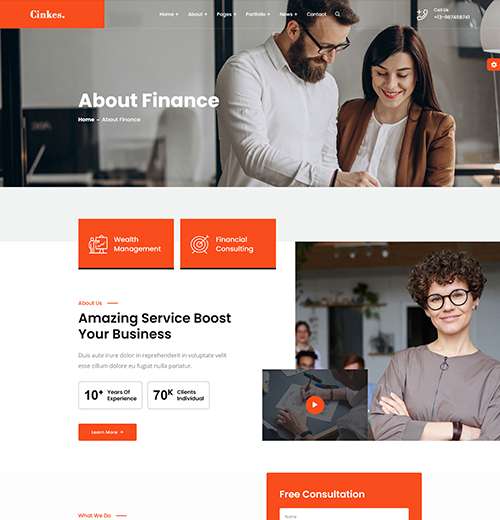 Cinkes.
Home + About + Pages + Portfolio + News + Contact
Call Us
+13-967458741
About Finance
Home – About Finance
Wealth
Management
Financial
Consulting
About Us
Amazing Service Boost
Your Business
Duis aute irure dolor in reprehenderit in voluptate velit
esse cillum dolore eu fugiat nulla pariatur.
10+ Years Of
Experience
70K Clients
Individual
Learn More +
What We Do
Free Consultation
Name